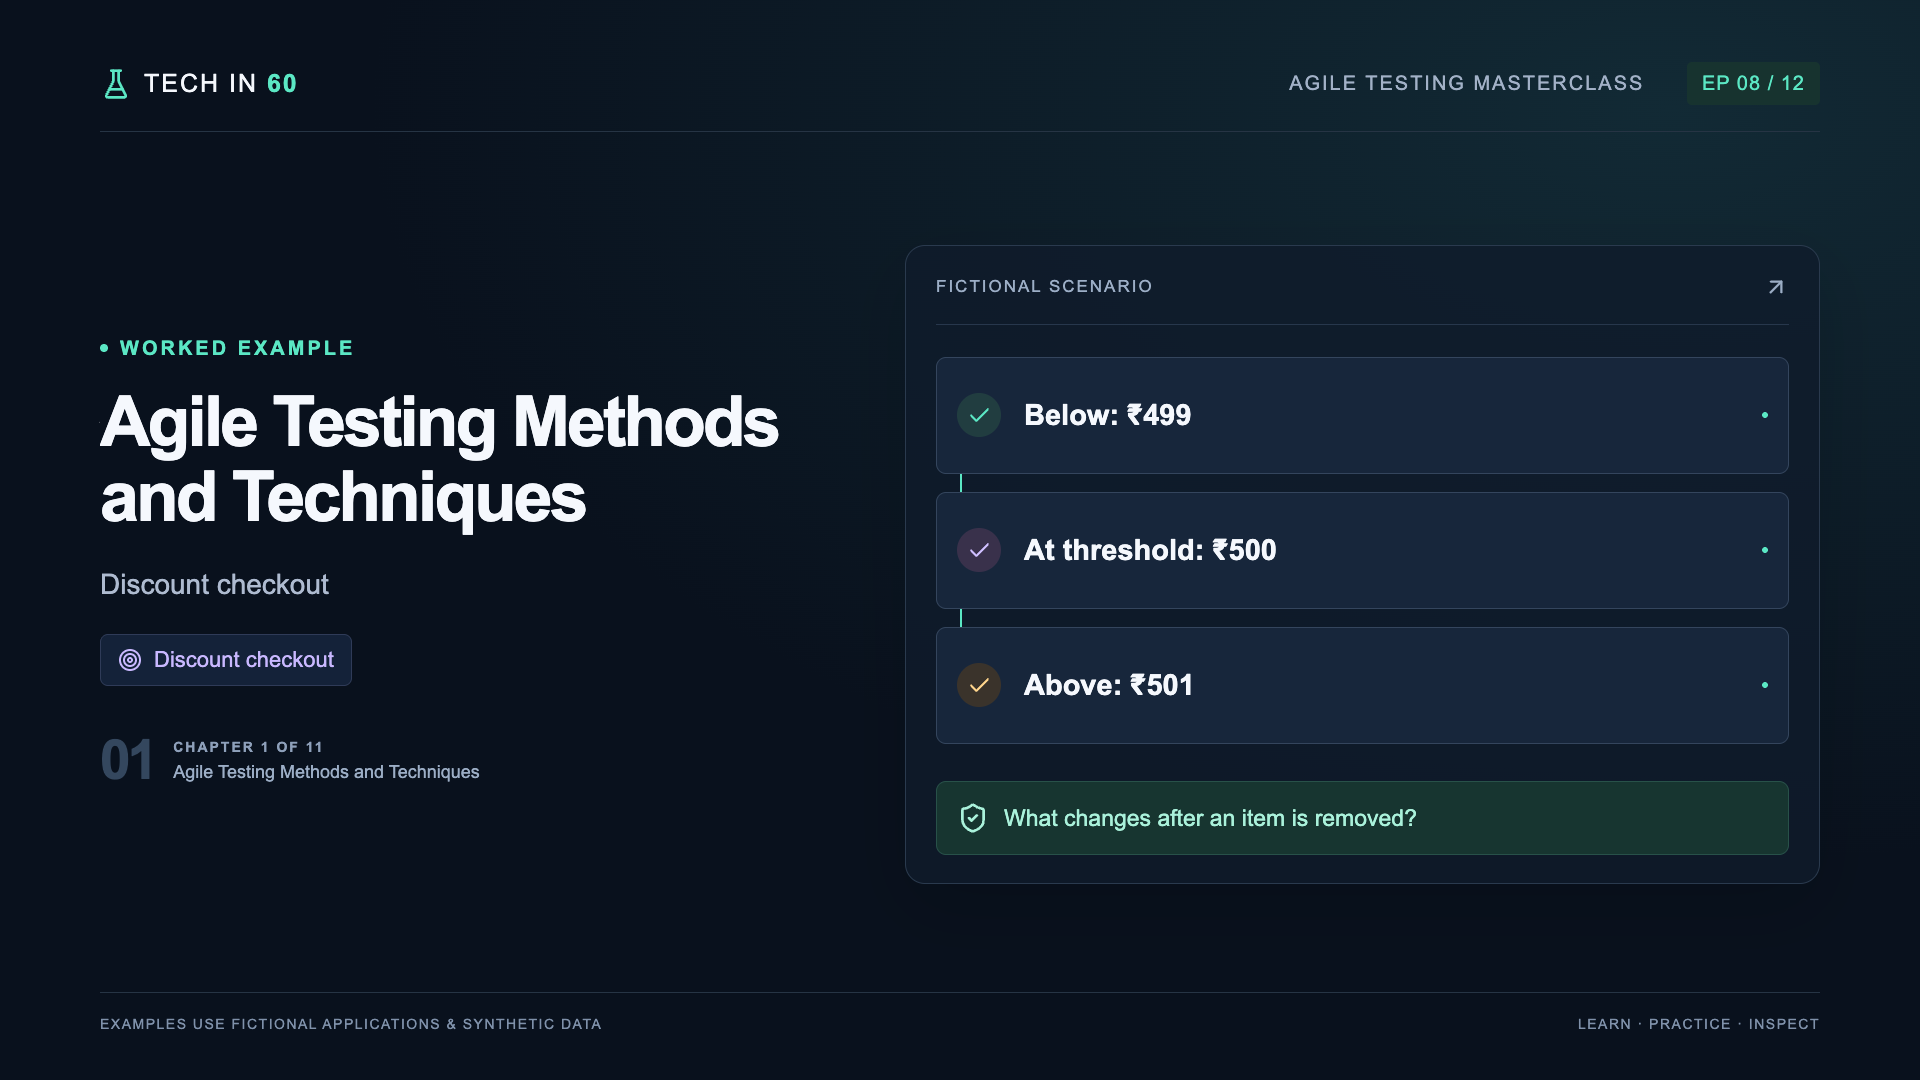 TECH IN 60
AGILE TESTING MASTERCLASS
EP 08 / 12
• WORKED EXAMPLE
Agile Testing Methods
and Techniques
Discount checkout
Discount checkout
01
CHAPTER 1 OF 11
Agile Testing Methods and Techniques
FICTIONAL SCENARIO
Below: ₹499
At threshold: ₹500
Above: ₹501
What changes after an item is removed?
EXAMPLES USE FICTIONAL APPLICATIONS & SYNTHETIC DATA
LEARN · PRACTICE · INSPECT